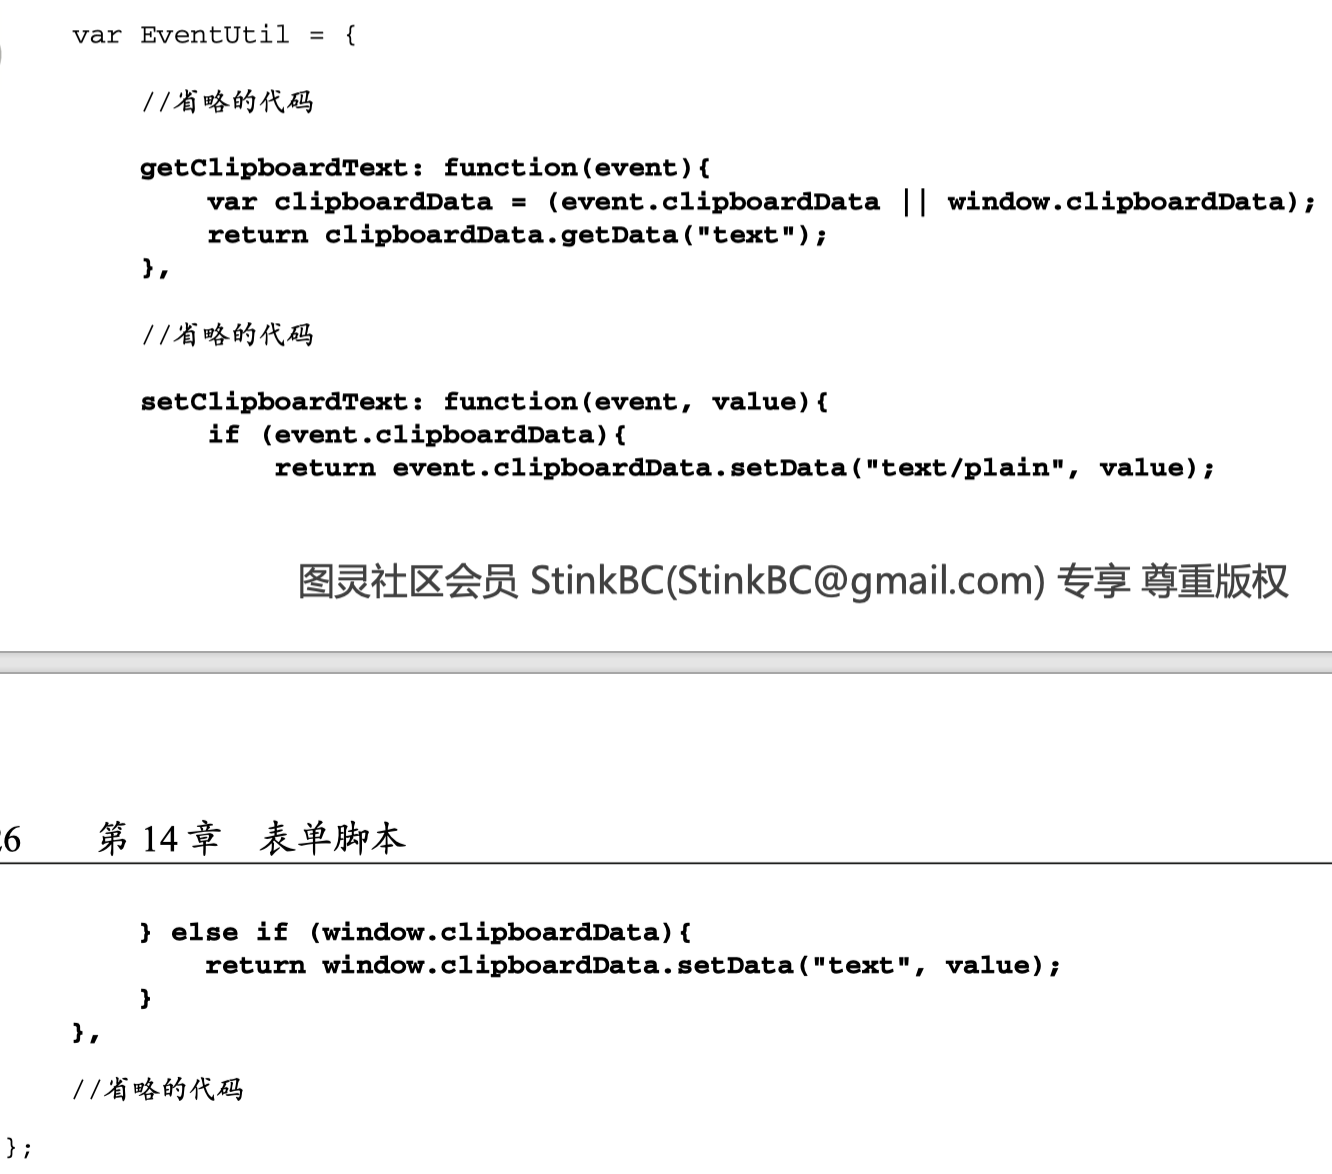 var EventUtil = {
//省略的代码
getClipboardText: function(event){
var clipboardData = (event.clipboardData || window.clipboardData);
return clipboardData.getData("text");
},
//省略的代码
setClipboardText: function(event, value){
if (event.clipboardData){
return event.clipboardData.setData("text/plain", value);
图灵社区会员 StinkBC(StinkBC@gmail.com) 专享 尊重版权
6 第 14 章 表单脚本
} else if (window.clipboardData){
return window.clipboardData.setData("text", value);
}
},
//省略的代码
};